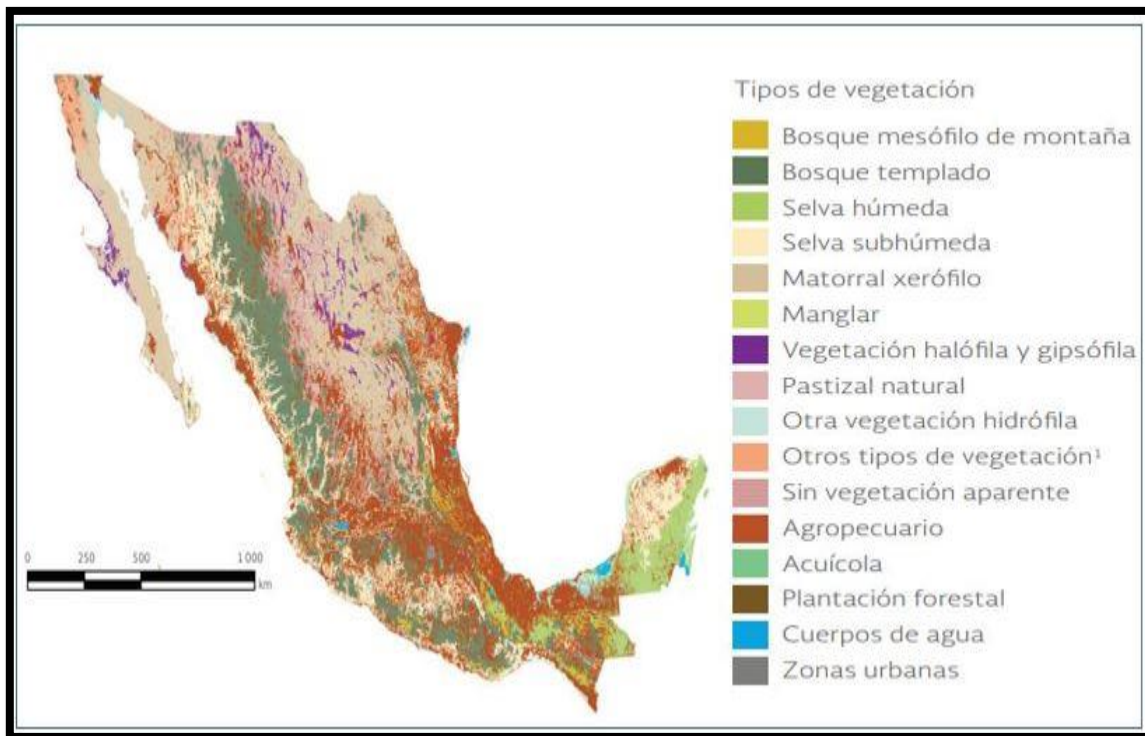 Tipos de vegetación
Bosque mesófilo de montaña
Bosque templado
Selva húmeda
Selva subhúmeda
Matorral xerófilo
Manglar
Vegetación halófila y gipsófila
Pastizal natural
Otra vegetación hidrófila
Otros tipos de vegetación¹
Sin vegetación aparente
Agropecuario
Acuícola
Plantación forestal
Cuerpos de agua
Zonas urbanas
0 250 500 1 000
km